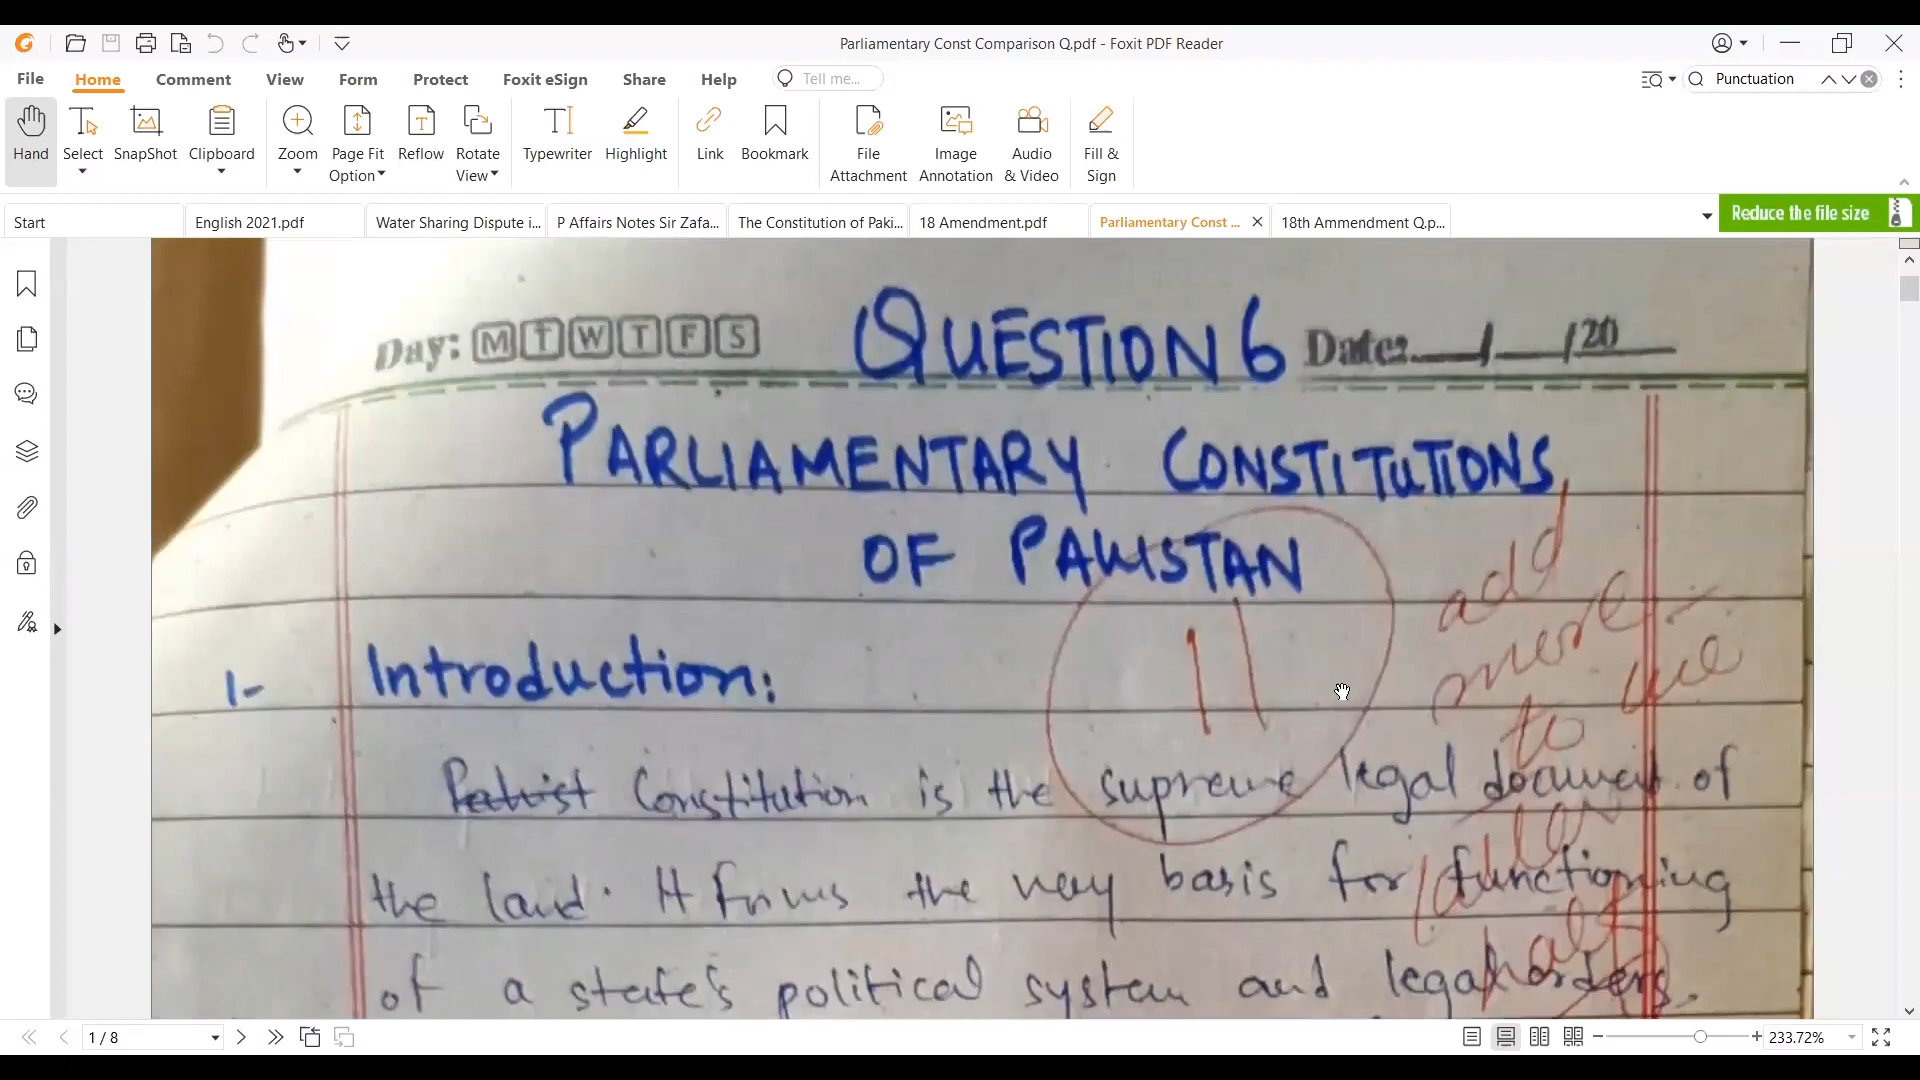 Parliamentary Const Comparison Q.pdf - Foxit PDF Reader
File Home Comment View Form Protect Foxit eSign Share Help Tell me... Punctuation
Hand Select SnapShot Clipboard Zoom Page Fit Option Reflow Rotate View Typewriter Highlight Link Bookmark File Attachment Image Annotation Audio & Video Fill & Sign
Start English 2021.pdf Water Sharing Dispute i... P Affairs Notes Sir Zafa... The Constitution of Paki... 18 Amendment.pdf Parliamentary Const ... 18th Ammendment Q.p... Reduce the file size
Day: M T W T F S QUESTION 6 Date: / /20
PARLIAMENTARY CONSTITUTIONS
OF PAKISTAN
add
more
to the
11
1- Introduction:
Constitution is the supreme legal document of
the land. It forms the very basis for functioning
of a state's political system and legal orders.
1 / 8 233.72%